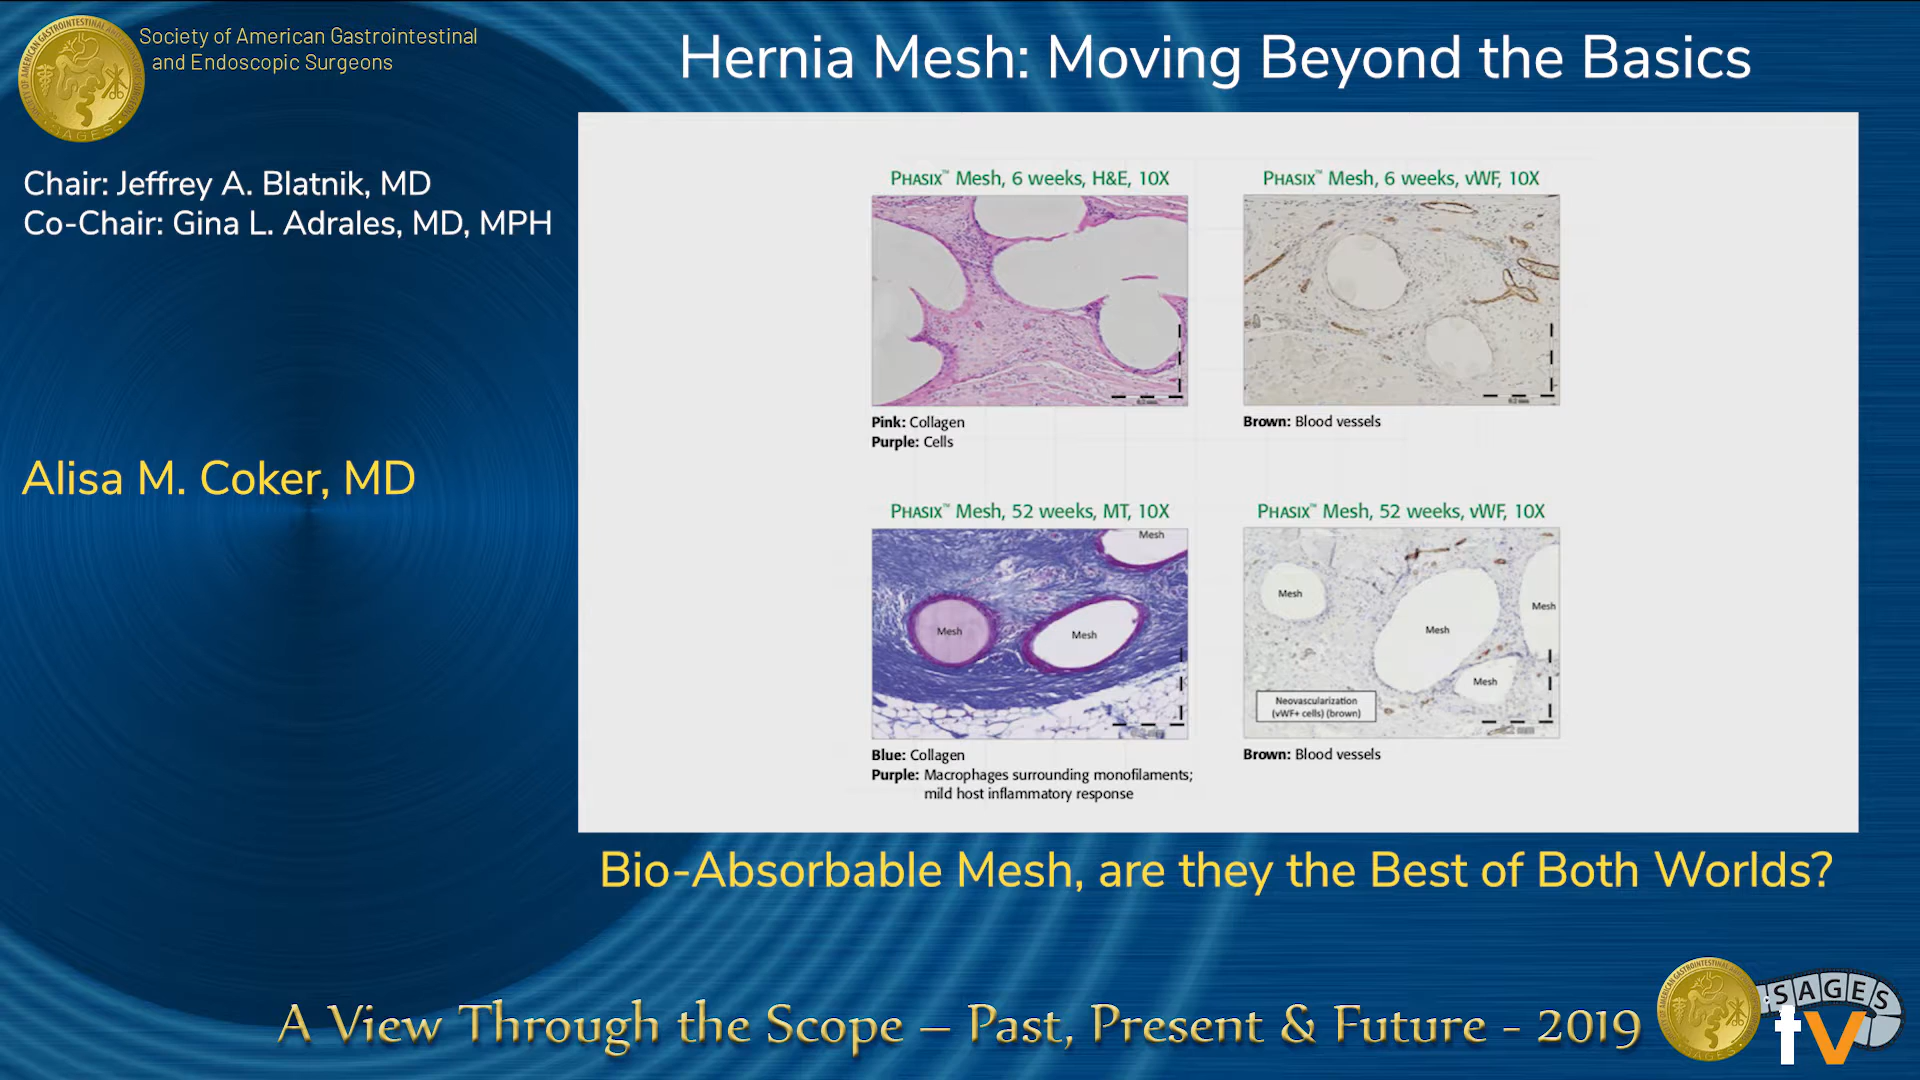 Society of American Gastrointestinal
and Endoscopic Surgeons
Hernia Mesh: Moving Beyond the Basics
Chair: Jeffrey A. Blatnik, MD
Co-Chair: Gina L. Adrales, MD, MPH
Alisa M. Coker, MD
PHASIX™ Mesh, 6 weeks, H&E, 10X
Pink: Collagen
Purple: Cells
PHASIX™ Mesh, 6 weeks, vWF, 10X
Brown: Blood vessels
PHASIX™ Mesh, 52 weeks, MT, 10X
Mesh
Mesh
Mesh
Blue: Collagen
Purple: Macrophages surrounding monofilaments;
mild host inflammatory response
PHASIX™ Mesh, 52 weeks, vWF, 10X
Mesh
Mesh
Mesh
Mesh
Neovascularization
(vWF+ cells) (brown)
Brown: Blood vessels
Bio-Absorbable Mesh, are they the Best of Both Worlds?
A View Through the Scope – Past, Present & Future - 2019
SAGES
tv